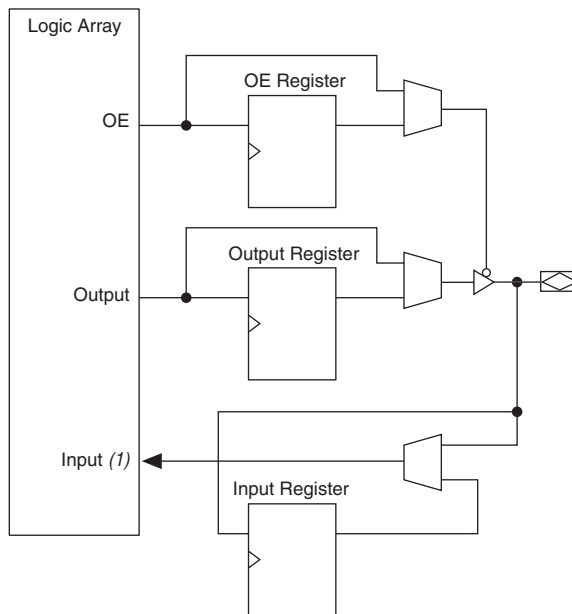 Logic Array
OE Register
OE
Output Register
Output
Input (1)
Input Register